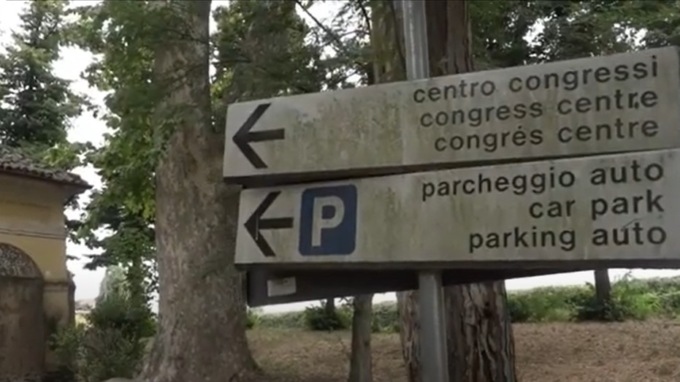 centro congressi
congress centre
congrés centre
P
parcheggio auto
car park
parking auto